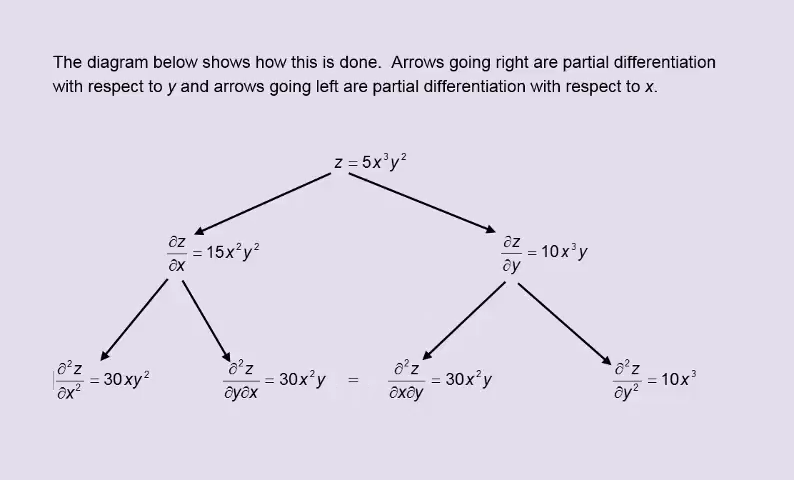 The diagram below shows how this is done. Arrows going right are partial differentiation
with respect to y and arrows going left are partial differentiation with respect to x.
z = 5x³y²
∂z/∂x = 15x²y² ∂z/∂y = 10x³y
∂²z/∂x² = 30xy² ∂²z/∂y∂x = 30x²y = ∂²z/∂x∂y = 30x²y ∂²z/∂y² = 10x³